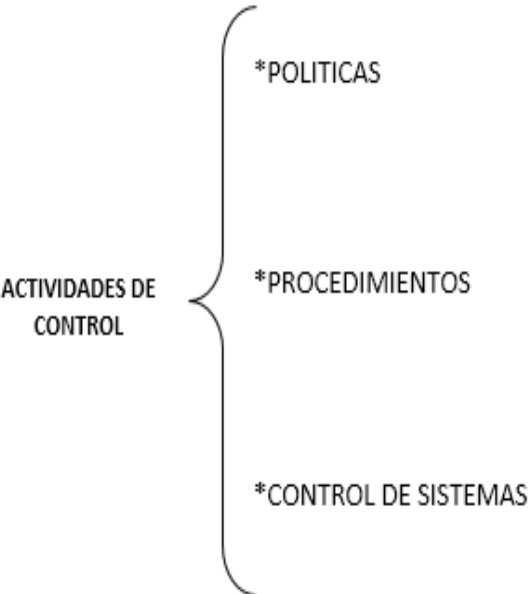 *POLITICAS
ACTIVIDADES DE
CONTROL
*PROCEDIMIENTOS
*CONTROL DE SISTEMAS